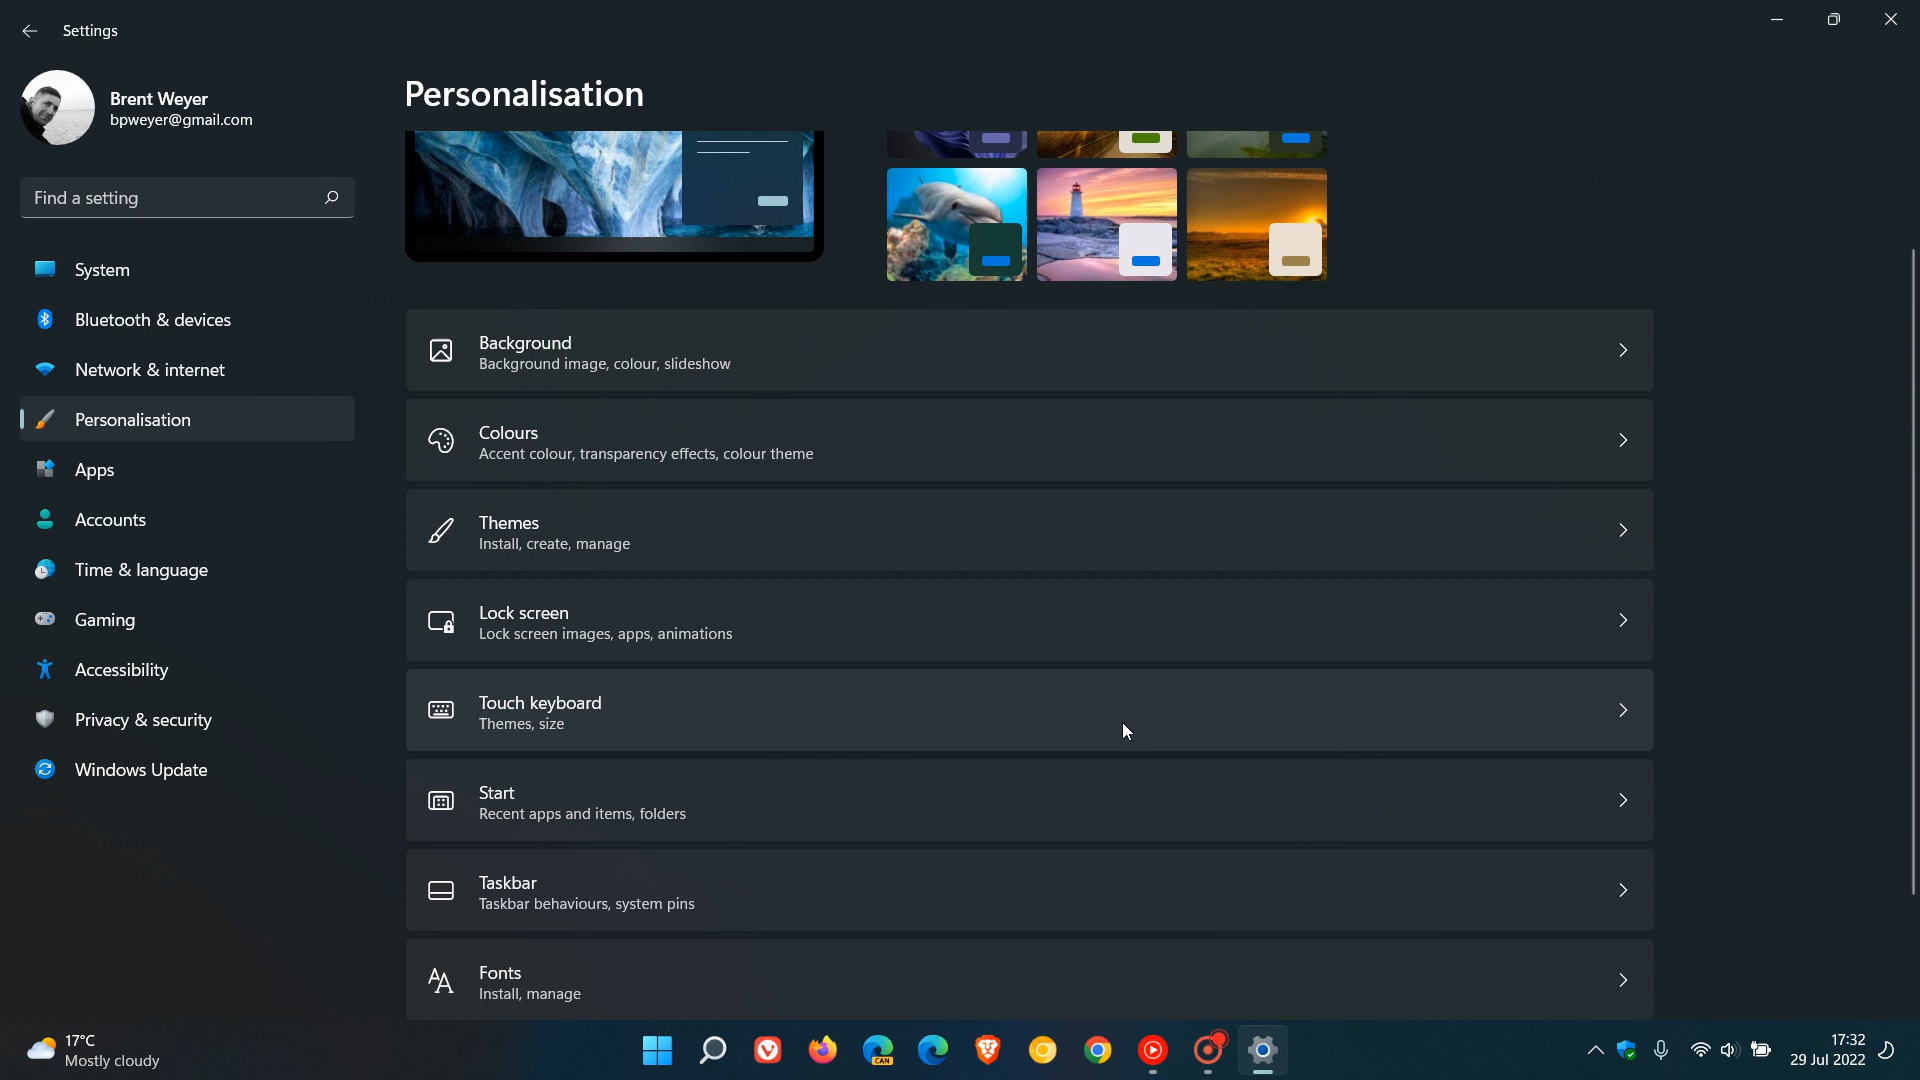 Settings
Brent Weyer
bpweyer@gmail.com
Find a setting
System
Bluetooth & devices
Network & internet
Personalisation
Apps
Accounts
Time & language
Gaming
Accessibility
Privacy & security
Windows Update
Personalisation
Background
Background image, colour, slideshow
Colours
Accent colour, transparency effects, colour theme
Themes
Install, create, manage
Lock screen
Lock screen images, apps, animations
Touch keyboard
Themes, size
Start
Recent apps and items, folders
Taskbar
Taskbar behaviours, system pins
Fonts
Install, manage
17°C
Mostly cloudy
CAN
17:32
29 Jul 2022